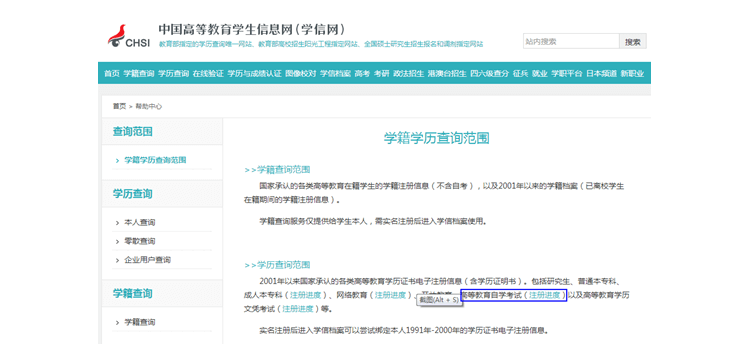 中国高等教育学生信息网(学信网)
CHSI
教育部指定的学历查询唯一网站、教育部高校招生阳光工程指定网站、全国硕士研究生招生报名和调剂指定网站
站内搜索 搜索
首页 学籍查询 学历查询 在线验证 学历与成绩认证 图像校对 学信档案 高考 考研 政法招生 港澳台招生 四六级查分 征兵 就业 学职平台 日本频道 新职业
首页 » 帮助中心
查询范围
› 学籍学历查询范围
学历查询
› 本人查询
› 零散查询
› 企业用户查询
学籍查询
› 学籍查询
学籍学历查询范围
>>学籍查询范围
国家承认的各类高等教育在籍学生的学籍注册信息(不含自考),以及2001年以来的学籍档案(已离校学生
在籍期间的学籍注册信息)。
学籍查询服务仅提供给学生本人,需实名注册后进入学信档案使用。
>>学历查询范围
2001年以来国家承认的各类高等教育学历证书电子注册信息(含学历证明书)。包括研究生、普通本专科、
成人本专科(注册进度)、网络教育(注册进度)、 高等教育自学考试(注册进度)以及高等教育学历
截图(Alt + S)
文凭考试(注册进度)等。
实名注册后进入学信档案可以尝试绑定本人1991年-2000年的学历证书电子注册信息。